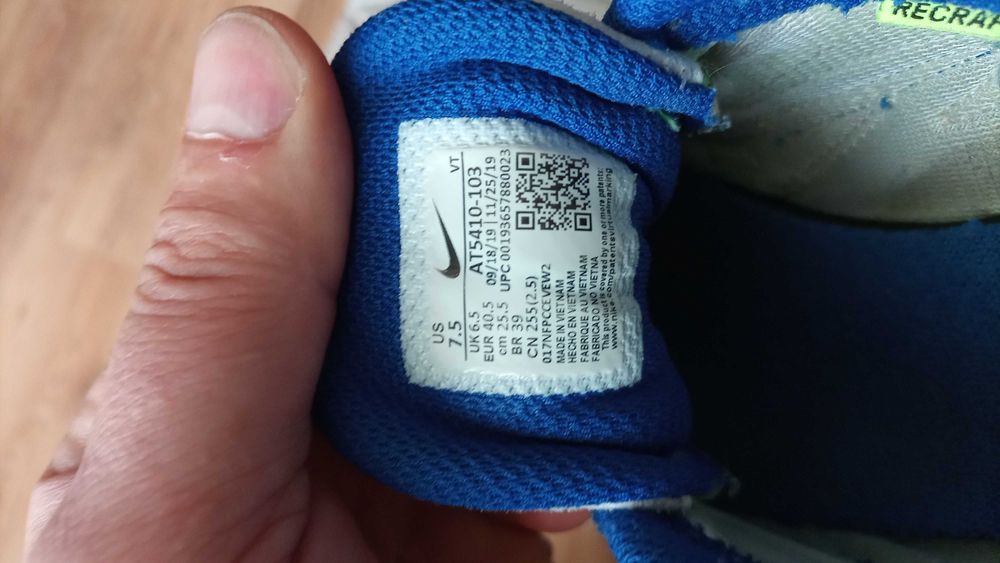 US
7.5
VT
UK 6.5
AT5410-103
EUR 40.5
09/18/19 | 11/25/19
cm 25.5
UPC 00193657880023
BR 39
CN 255(2.5)
017NFPCCEVEW2
MADE IN VIETNAM
HECHO EN VIETNAM
FABRIQUE AU VIETNAM
FABRICADO NO VIETNA
This product is covered by one or more patents:
www.nike.com/patentsvirtualmarking
RECRAF